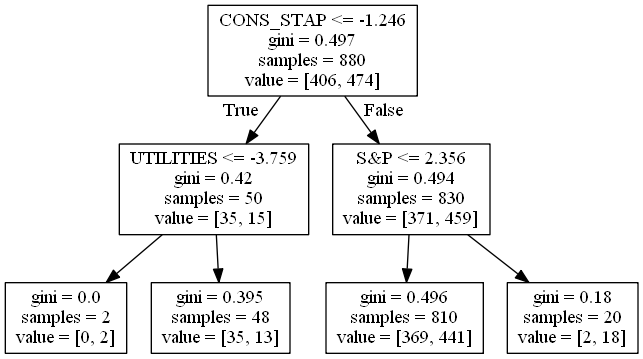 CONS_STAP <= -1.246
gini = 0.497
samples = 880
value = [406, 474]
True
False
UTILITIES <= -3.759
gini = 0.42
samples = 50
value = [35, 15]
S&P <= 2.356
gini = 0.494
samples = 830
value = [371, 459]
gini = 0.0
samples = 2
value = [0, 2]
gini = 0.395
samples = 48
value = [35, 13]
gini = 0.496
samples = 810
value = [369, 441]
gini = 0.18
samples = 20
value = [2, 18]